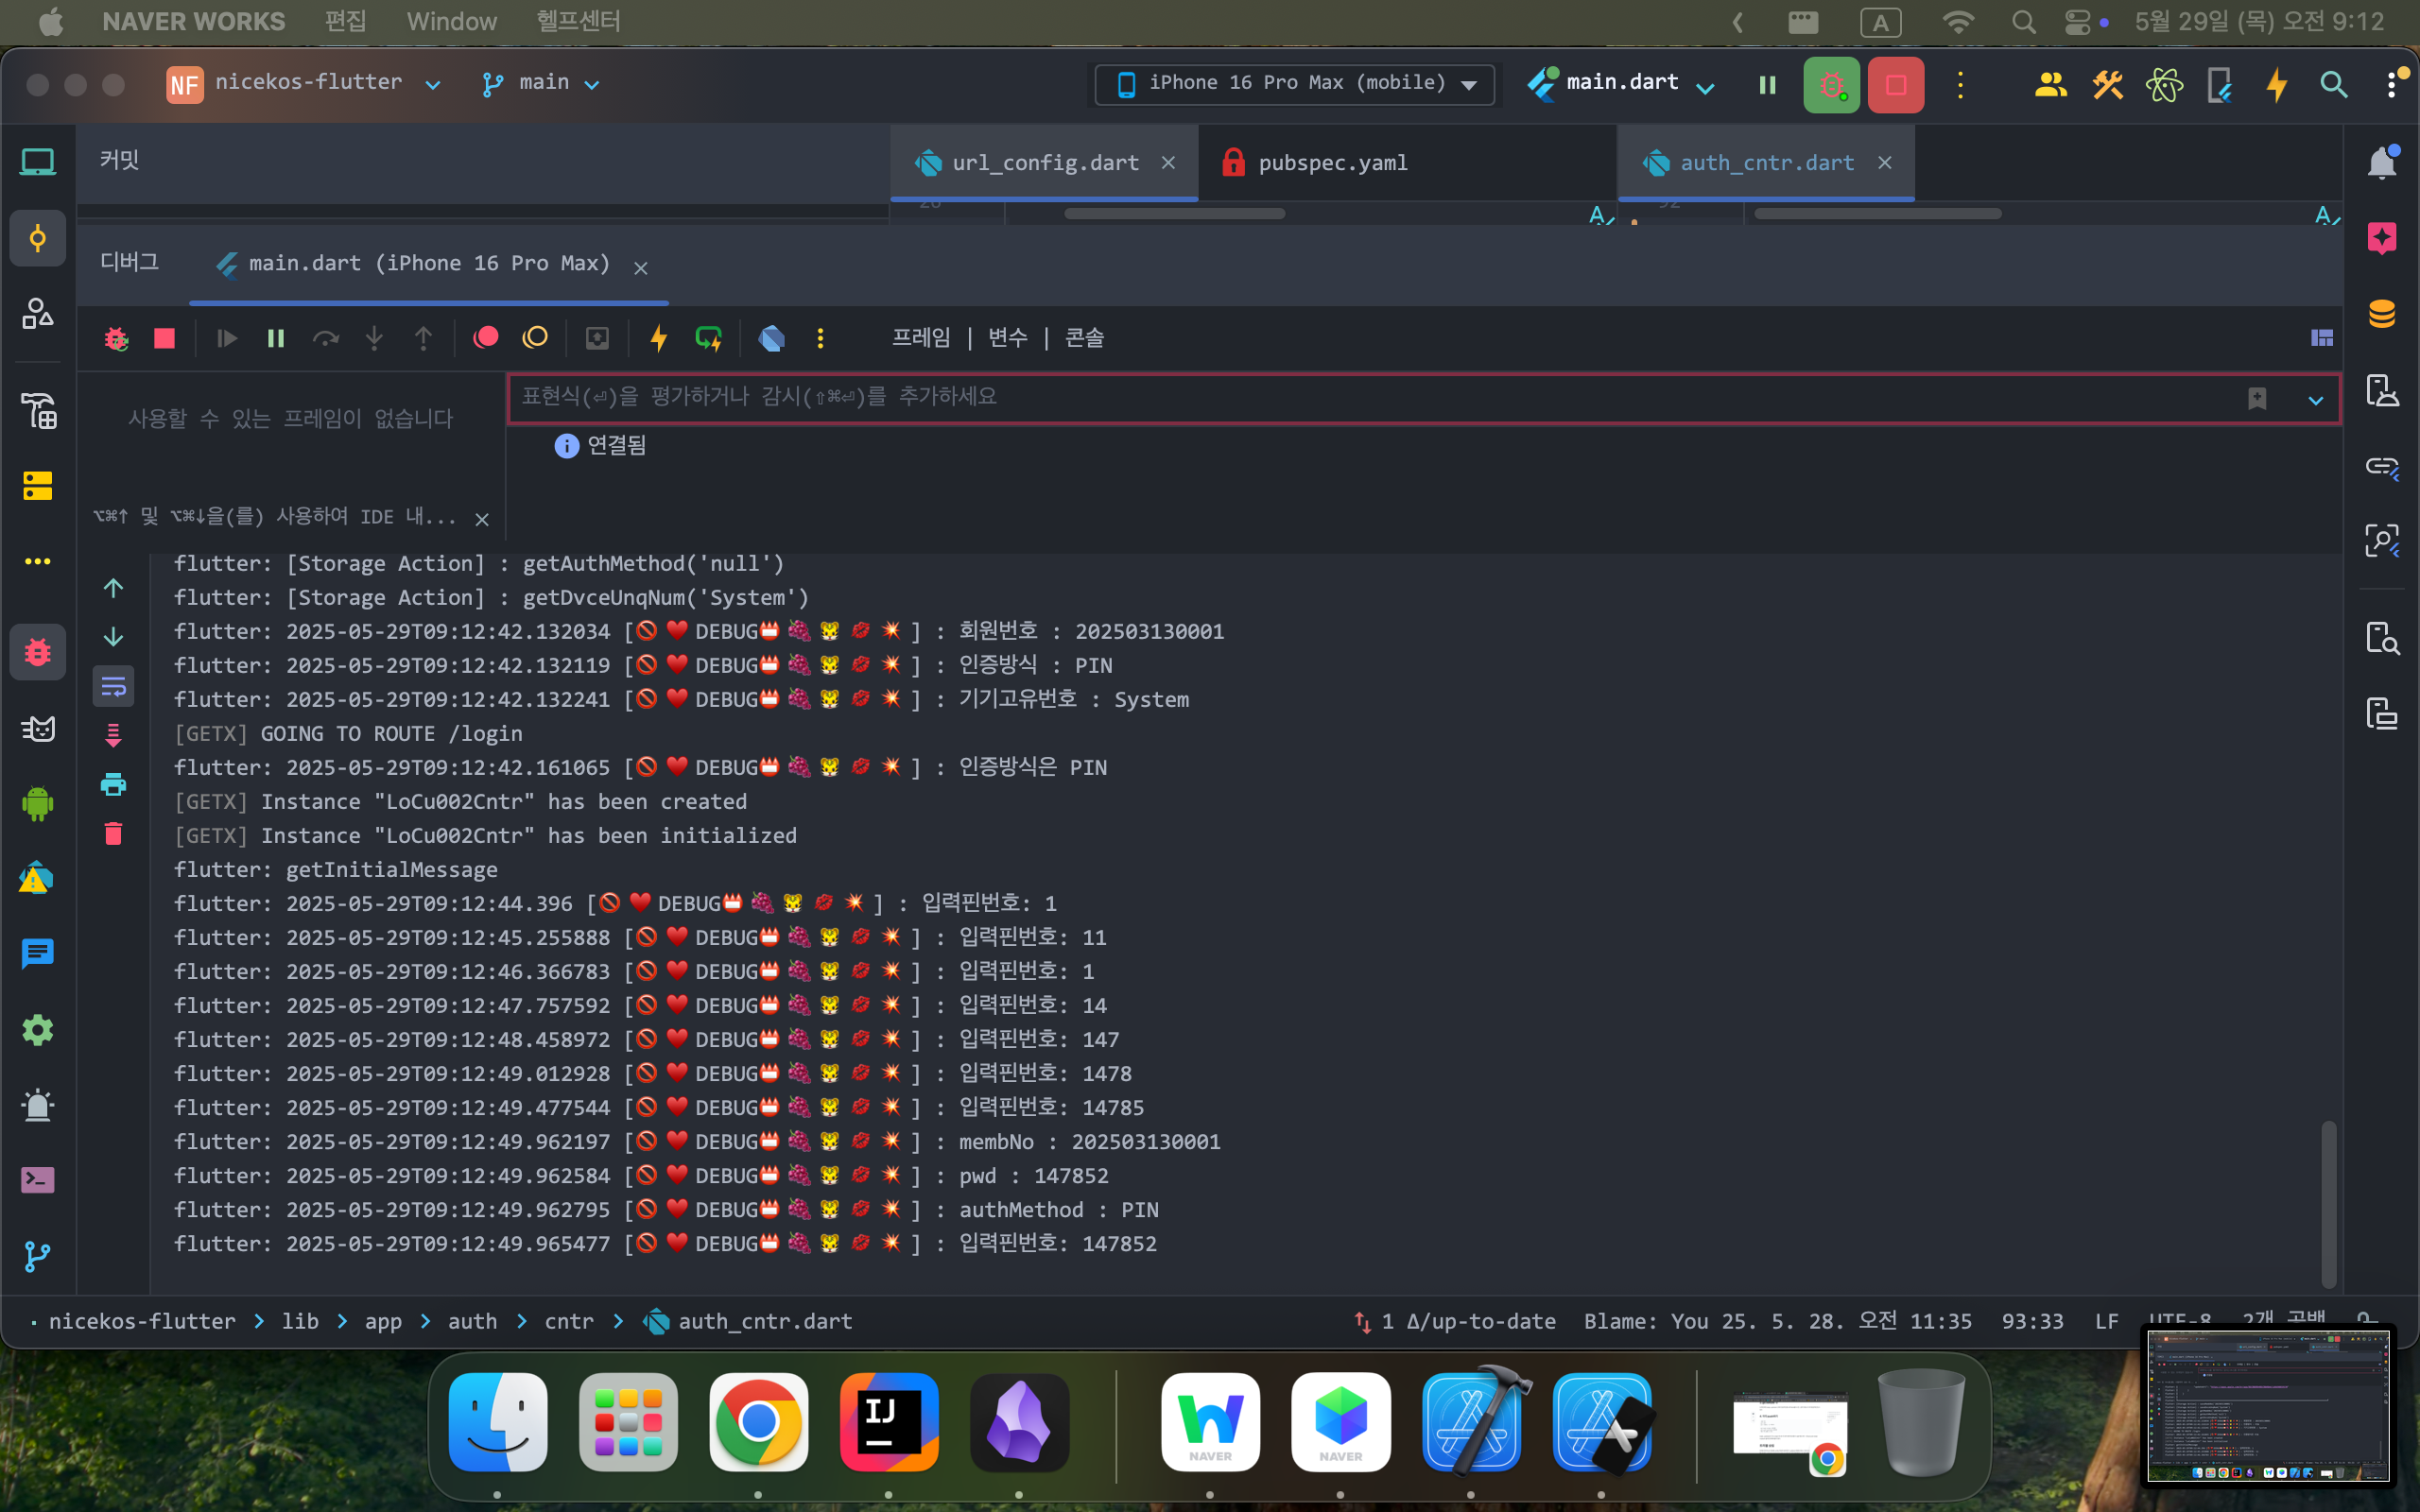 NAVER WORKS 편집 Window 헬프센터 A 5월 29일 (목) 오전 9:12
NF nicekos-flutter main iPhone 16 Pro Max (mobile) main.dart
커밋 url_config.dart pubspec.yaml auth_cntr.dart
디버그 main.dart (iPhone 16 Pro Max)
프레임 | 변수 | 콘솔
표현식(⏎)을 평가하거나 감시(⇧⌘⏎)를 추가하세요
사용할 수 있는 프레임이 없습니다
연결됨
⌥⌘↑ 및 ⌥⌘↓을(를) 사용하여 IDE 내...
flutter: [Storage Action] : getAuthMethod('null')
flutter: [Storage Action] : getDvceUnqNum('System')
flutter: 2025-05-29T09:12:42.132034 [🚫 ♥️ DEBUG📛 🍇 🐯 💋 💥 ] : 회원번호 : 202503130001
flutter: 2025-05-29T09:12:42.132119 [🚫 ♥️ DEBUG📛 🍇 🐯 💋 💥 ] : 인증방식 : PIN
flutter: 2025-05-29T09:12:42.132241 [🚫 ♥️ DEBUG📛 🍇 🐯 💋 💥 ] : 기기고유번호 : System
[GETX] GOING TO ROUTE /login
flutter: 2025-05-29T09:12:42.161065 [🚫 ♥️ DEBUG📛 🍇 🐯 💋 💥 ] : 인증방식은 PIN
[GETX] Instance "LoCu002Cntr" has been created
[GETX] Instance "LoCu002Cntr" has been initialized
flutter: getInitialMessage
flutter: 2025-05-29T09:12:44.396 [🚫 ♥️ DEBUG📛 🍇 🐯 💋 💥 ] : 입력핀번호: 1
flutter: 2025-05-29T09:12:45.255888 [🚫 ♥️ DEBUG📛 🍇 🐯 💋 💥 ] : 입력핀번호: 11
flutter: 2025-05-29T09:12:46.366783 [🚫 ♥️ DEBUG📛 🍇 🐯 💋 💥 ] : 입력핀번호: 1
flutter: 2025-05-29T09:12:47.757592 [🚫 ♥️ DEBUG📛 🍇 🐯 💋 💥 ] : 입력핀번호: 14
flutter: 2025-05-29T09:12:48.458972 [🚫 ♥️ DEBUG📛 🍇 🐯 💋 💥 ] : 입력핀번호: 147
flutter: 2025-05-29T09:12:49.012928 [🚫 ♥️ DEBUG📛 🍇 🐯 💋 💥 ] : 입력핀번호: 1478
flutter: 2025-05-29T09:12:49.477544 [🚫 ♥️ DEBUG📛 🍇 🐯 💋 💥 ] : 입력핀번호: 14785
flutter: 2025-05-29T09:12:49.962197 [🚫 ♥️ DEBUG📛 🍇 🐯 💋 💥 ] : membNo : 202503130001
flutter: 2025-05-29T09:12:49.962584 [🚫 ♥️ DEBUG📛 🍇 🐯 💋 💥 ] : pwd : 147852
flutter: 2025-05-29T09:12:49.962795 [🚫 ♥️ DEBUG📛 🍇 🐯 💋 💥 ] : authMethod : PIN
flutter: 2025-05-29T09:12:49.965477 [🚫 ♥️ DEBUG📛 🍇 🐯 💋 💥 ] : 입력핀번호: 147852
nicekos-flutter > lib > app > auth > cntr > auth_cntr.dart 1 Δ/up-to-date Blame: You 25. 5. 28. 오전 11:35 93:33 LF UTF-8 2개 공백
IJ W NAVER NAVER